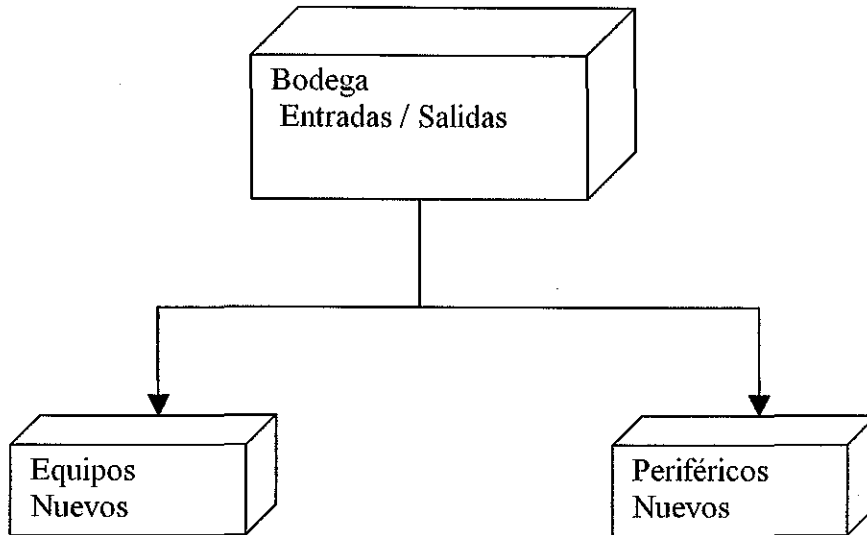 Bodega
Entradas / Salidas
Equipos
Nuevos
Periféricos
Nuevos